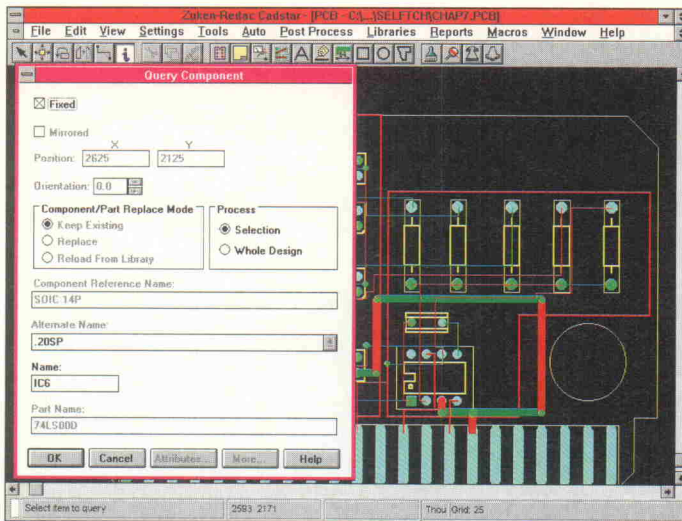 Zuken-Redac Cadstar - [PCB - C:\...\SELFTCH\CHAP7.PCB]
File Edit View Settings Tools Auto Post Process Libraries Reports Macros Window Help
Query Component
Fixed
Mirrored
X Y
Position: 2625 2125
Orientation: 0.0
Component/Part Replace Mode
Keep Existing
Replace
Reload From Library
Process
Selection
Whole Design
Component Reference Name:
SOIC 14P
Alternate Name:
.20SP
Name:
IC6
Part Name:
74LS00D
OK Cancel Attributes... More... Help
Select item to query 2593 2171 Thou Grid: 25